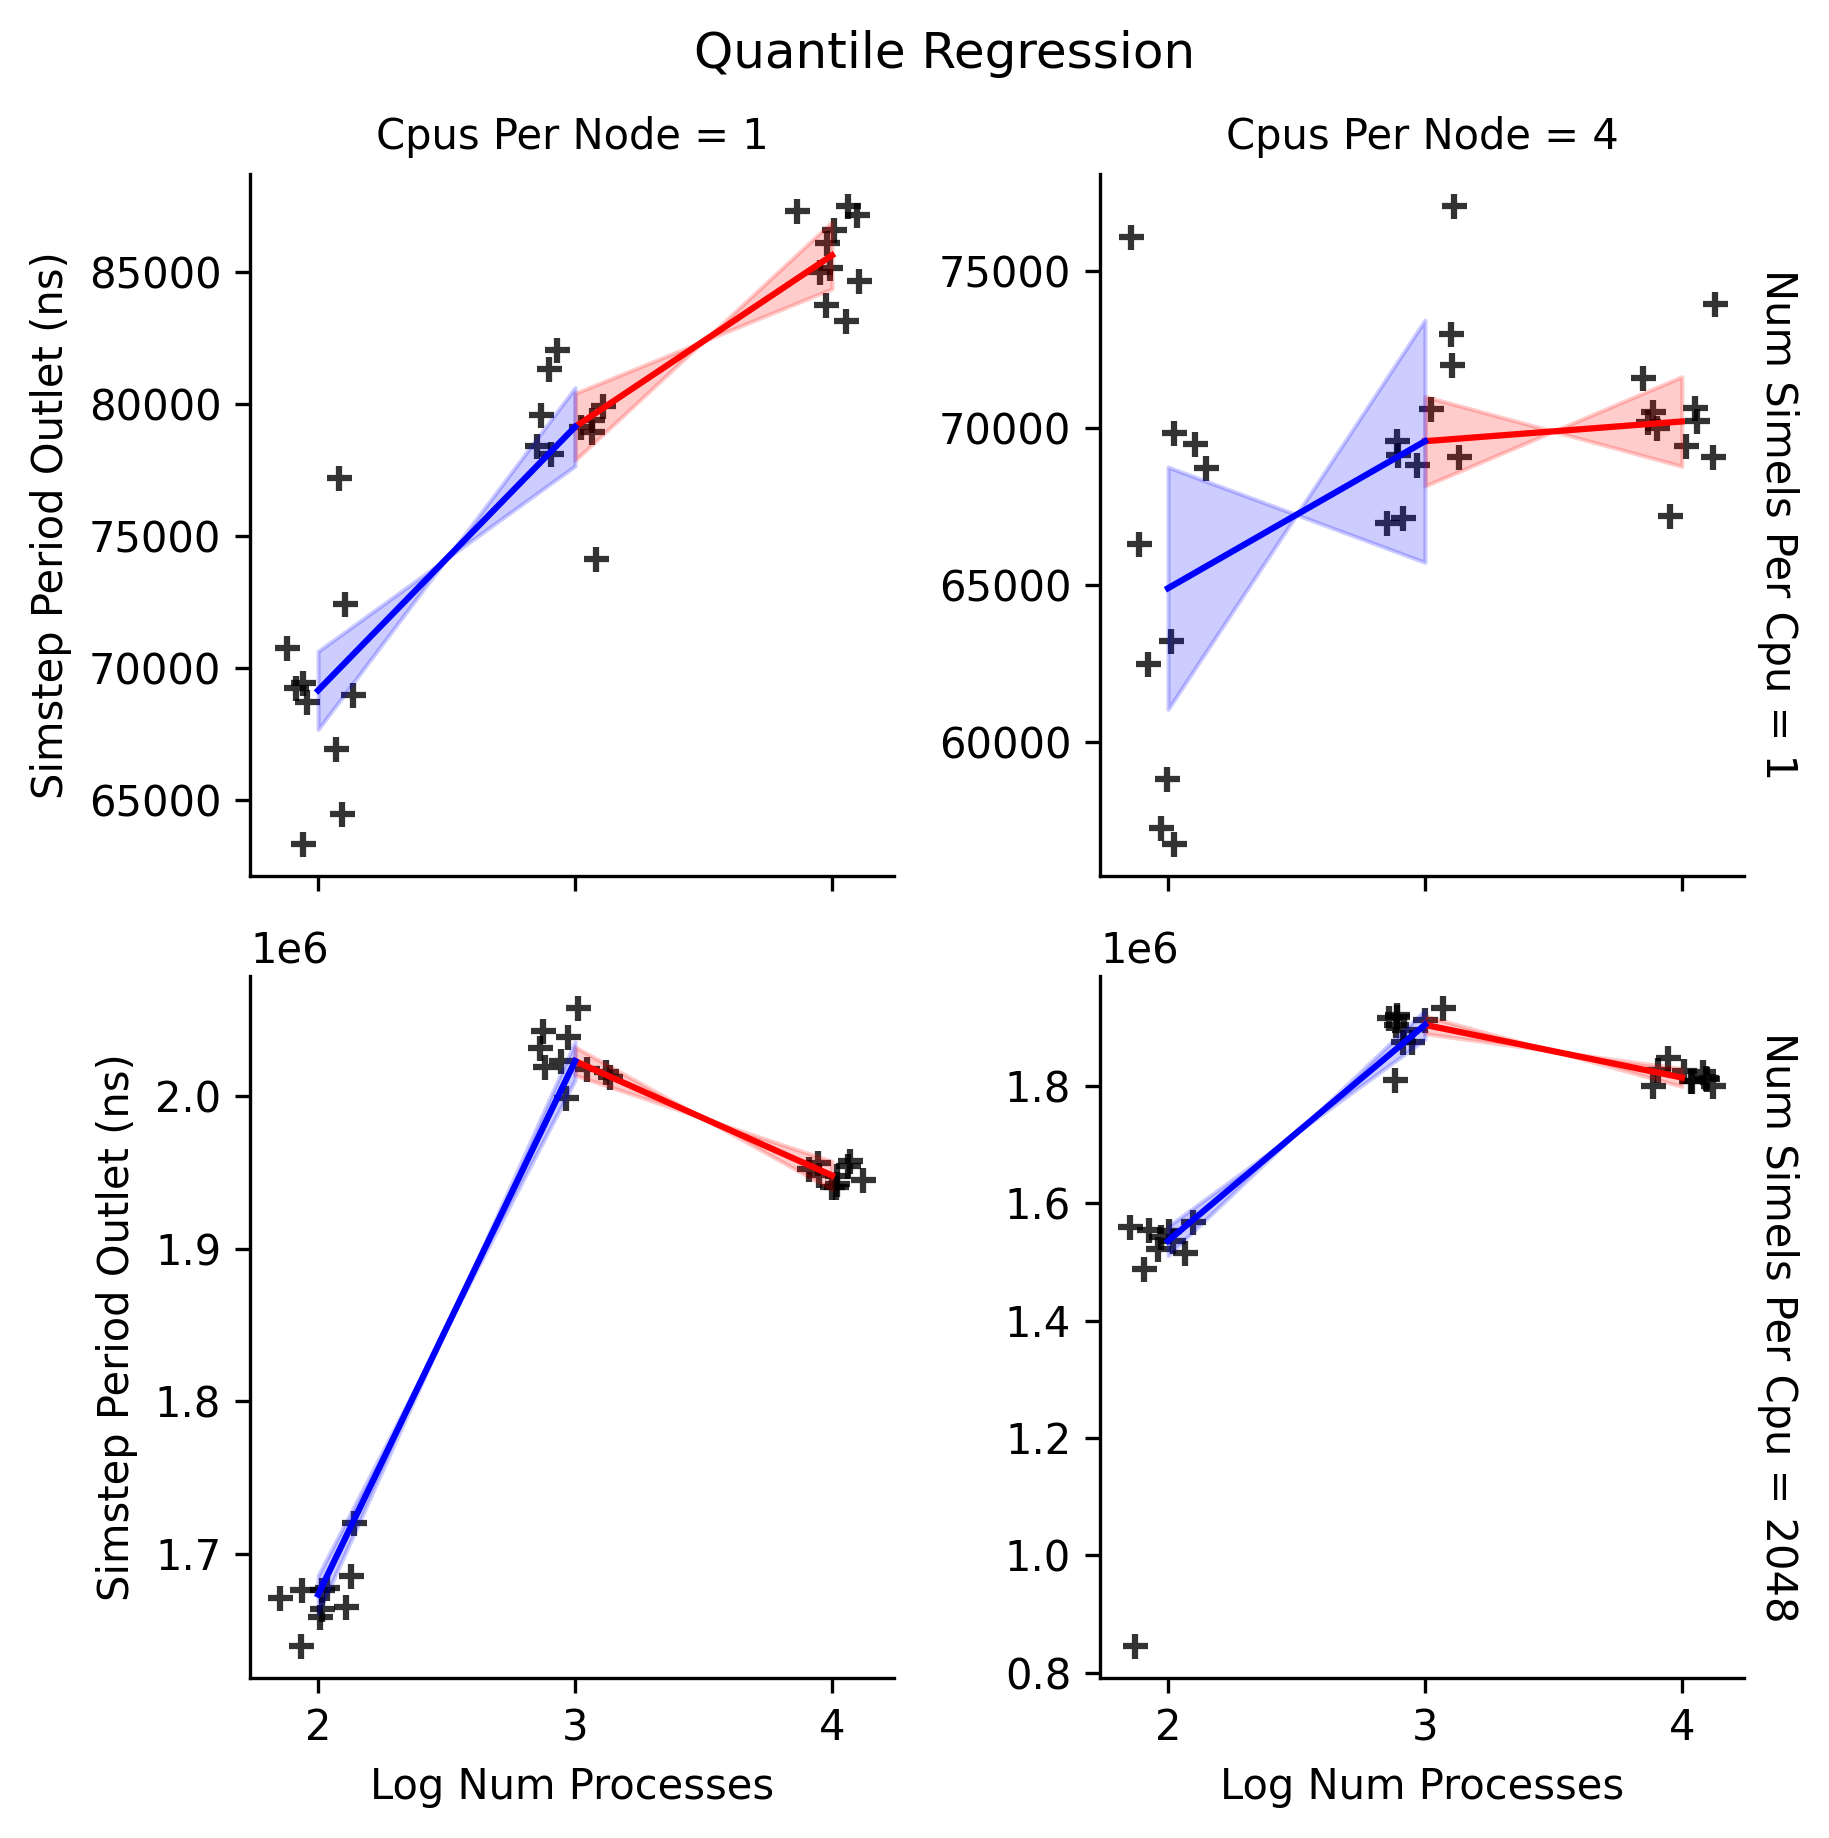 Quantile Regression
Cpus Per Node = 1
Cpus Per Node = 4
Simstep Period Outlet (ns)
85000
80000
75000
70000
65000
75000
70000
65000
60000
Num Simels Per Cpu = 1
1e6
Simstep Period Outlet (ns)
2.0
1.9
1.8
1.7
2
3
4
Log Num Processes
1e6
1.8
1.6
1.4
1.2
1.0
0.8
2
3
4
Log Num Processes
Num Simels Per Cpu = 2048